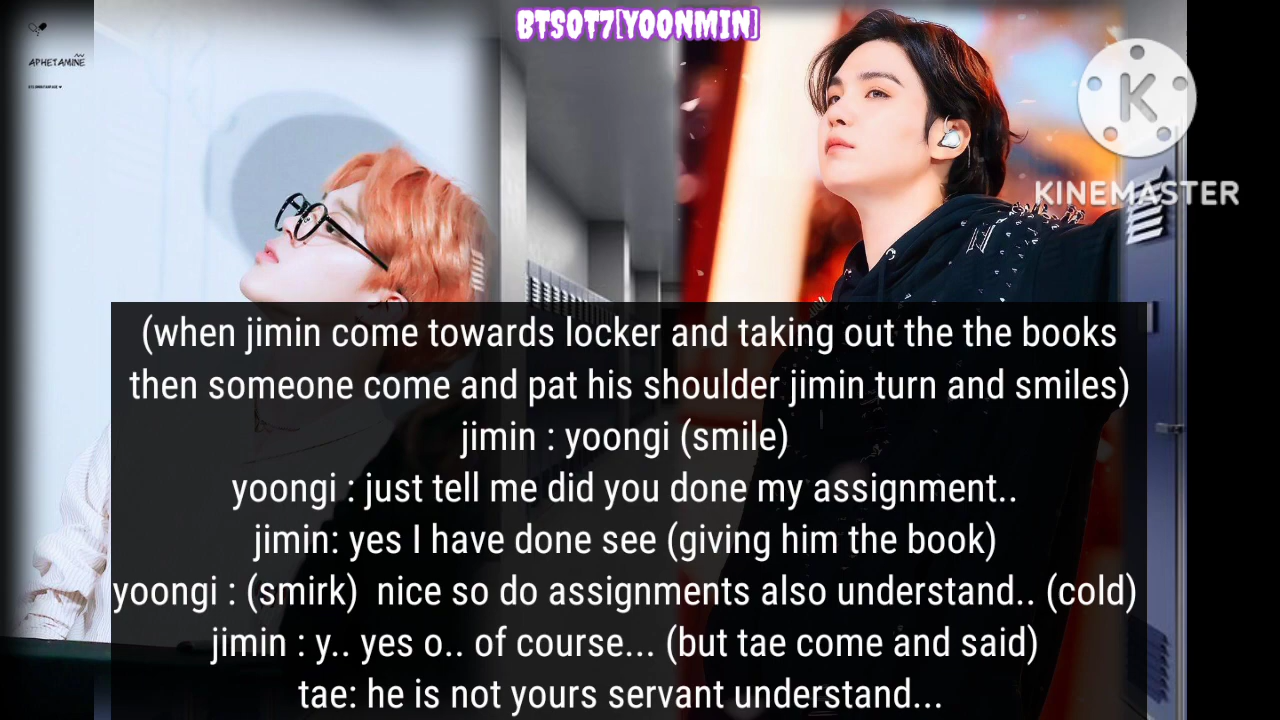 BTSOT7[YOONMIN]
APHETAMINE
K
KINEMASTER
(when jimin come towards locker and taking out the the books
then someone come and pat his shoulder jimin turn and smiles)
jimin : yoongi (smile)
yoongi : just tell me did you done my assignment..
jimin: yes I have done see (giving him the book)
yoongi : (smirk)  nice so do assignments also understand.. (cold)
jimin : y.. yes o.. of course... (but tae come and said)
tae: he is not yours servant understand...